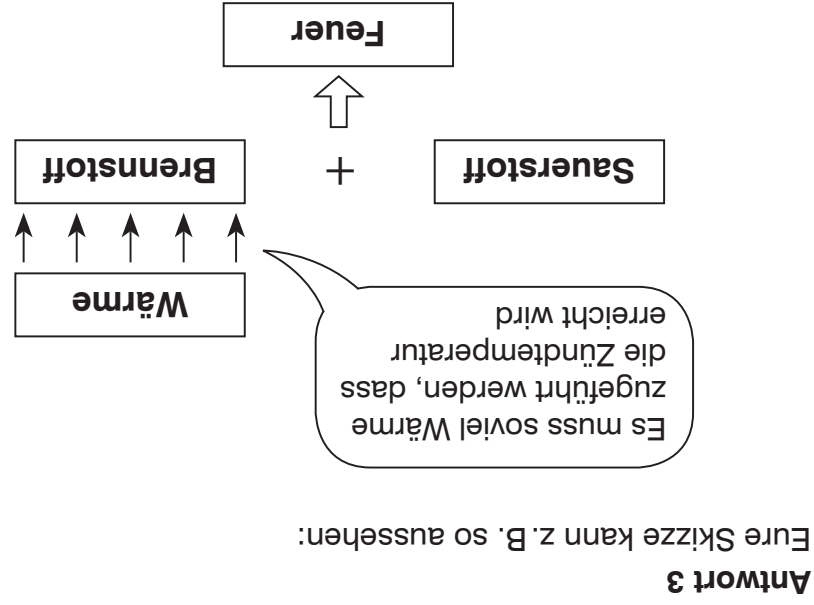 Antwort 3
Eure Skizze kann z. B. so aussehen:
Es muss soviel Wärme
zugeführt werden, dass
die Zündtemperatur
erreicht wird
Wärme
Sauerstoff + Brennstoff
Feuer